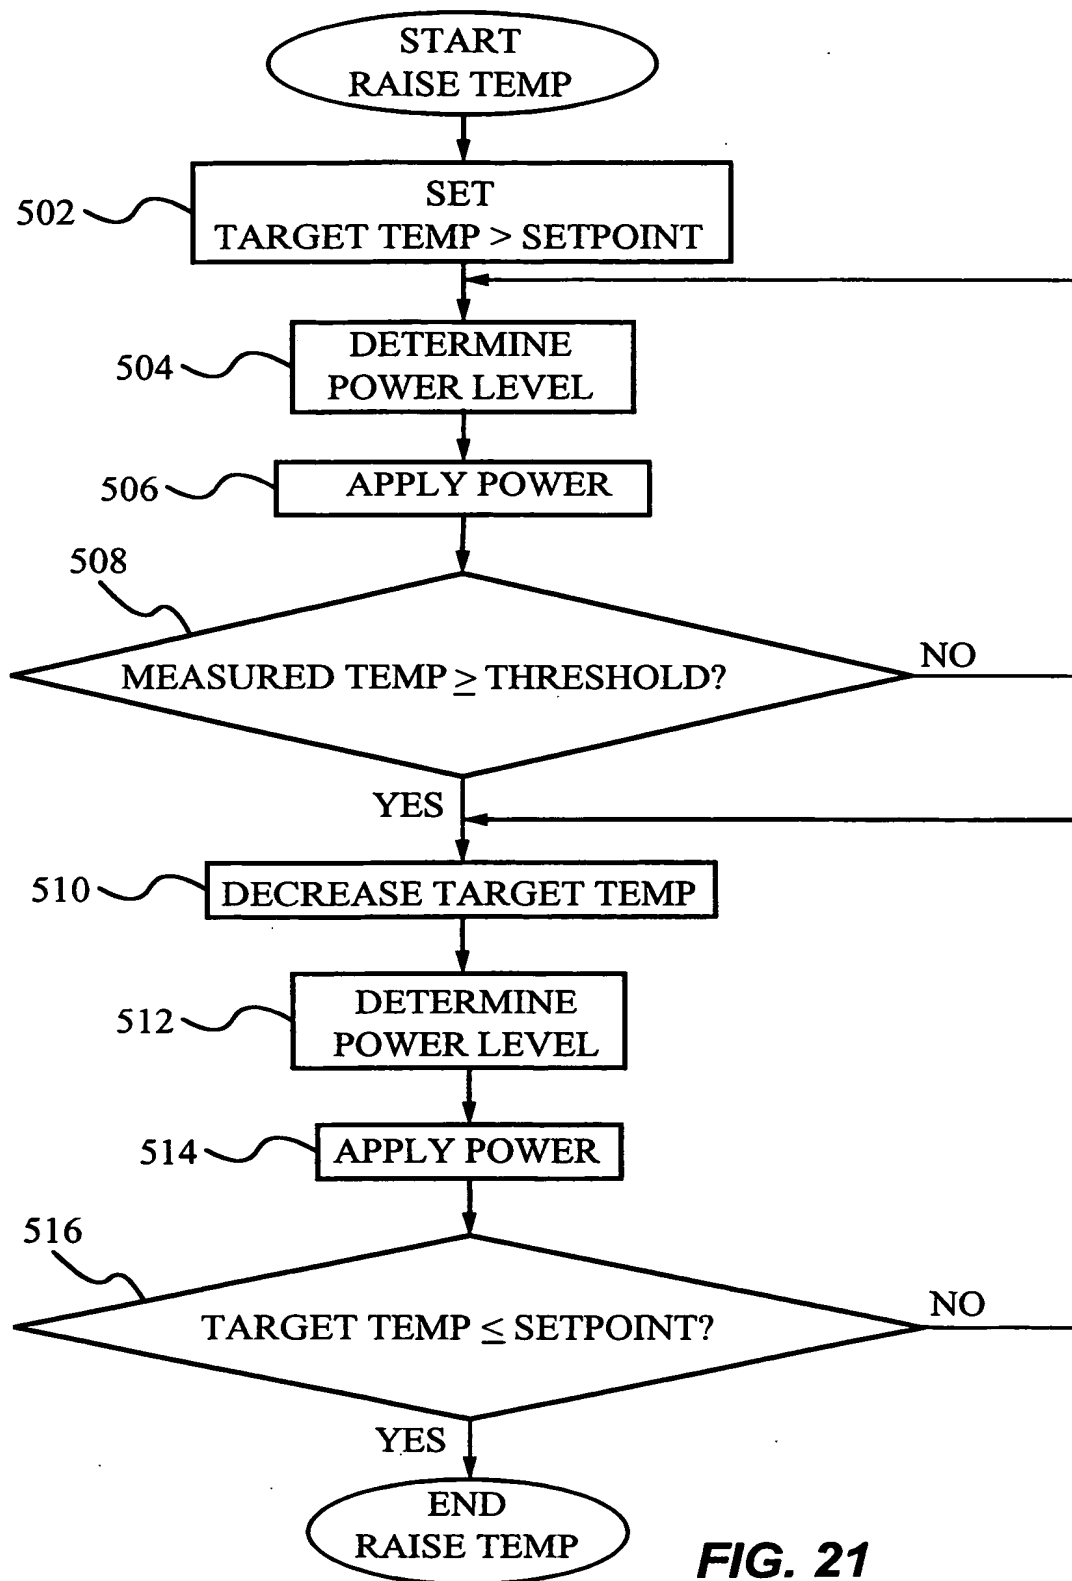 START
RAISE TEMP
502
SET
TARGET TEMP > SETPOINT
504
DETERMINE
POWER LEVEL
506
APPLY POWER
508
MEASURED TEMP ≥ THRESHOLD?
NO
YES
510
DECREASE TARGET TEMP
512
DETERMINE
POWER LEVEL
514
APPLY POWER
516
TARGET TEMP ≤ SETPOINT?
NO
YES
END
RAISE TEMP
FIG. 21